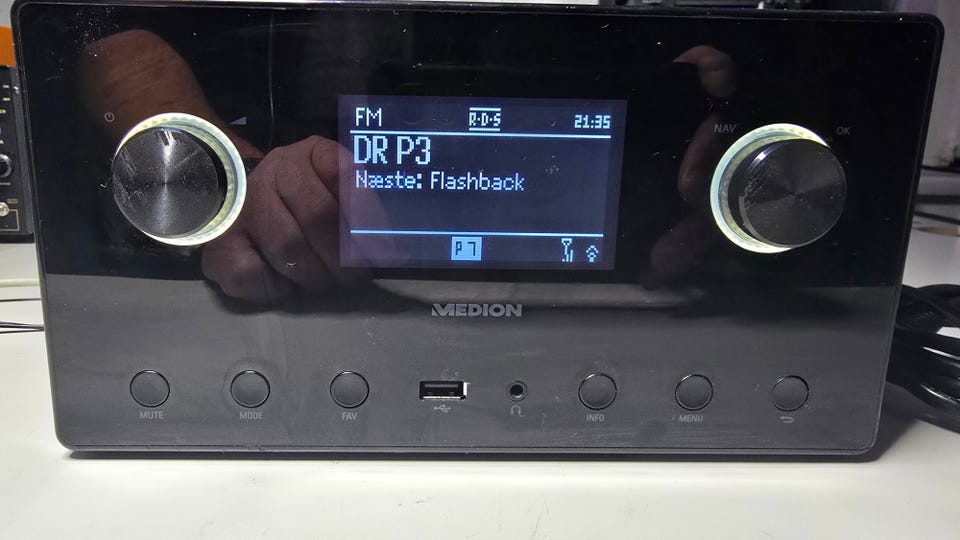 FM R·D·S 21:35
DR P3
Næste: Flashback
P7
NAV OK
MEDION
MUTE MODE FAV INFO MENU